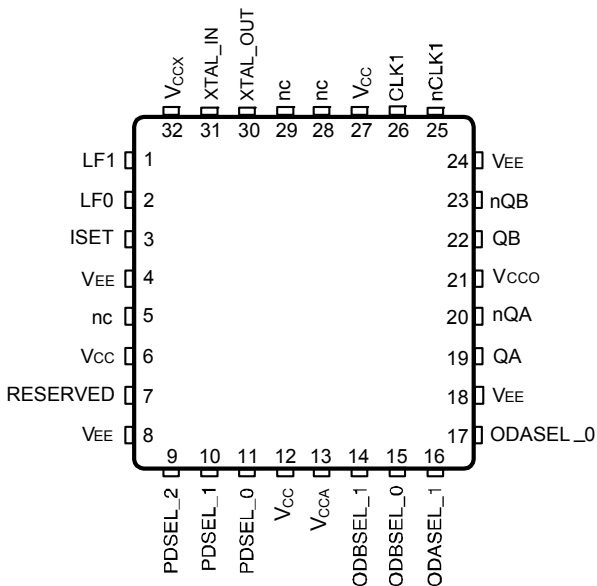 VCCX
XTAL_IN
XTAL_OUT
nc
nc
VCC
CLK1
nCLK1
32 31 30 29 28 27 26 25
LF1 1
LF0 2
ISET 3
VEE 4
nc 5
VCC 6
RESERVED 7
VEE 8
24 VEE
23 nQB
22 QB
21 VCCO
20 nQA
19 QA
18 VEE
17 ODASEL_0
9 10 11 12 13 14 15 16
PDSEL_2
PDSEL_1
PDSEL_0
VCC
VCCA
ODBSEL_1
ODBSEL_0
ODASEL_1